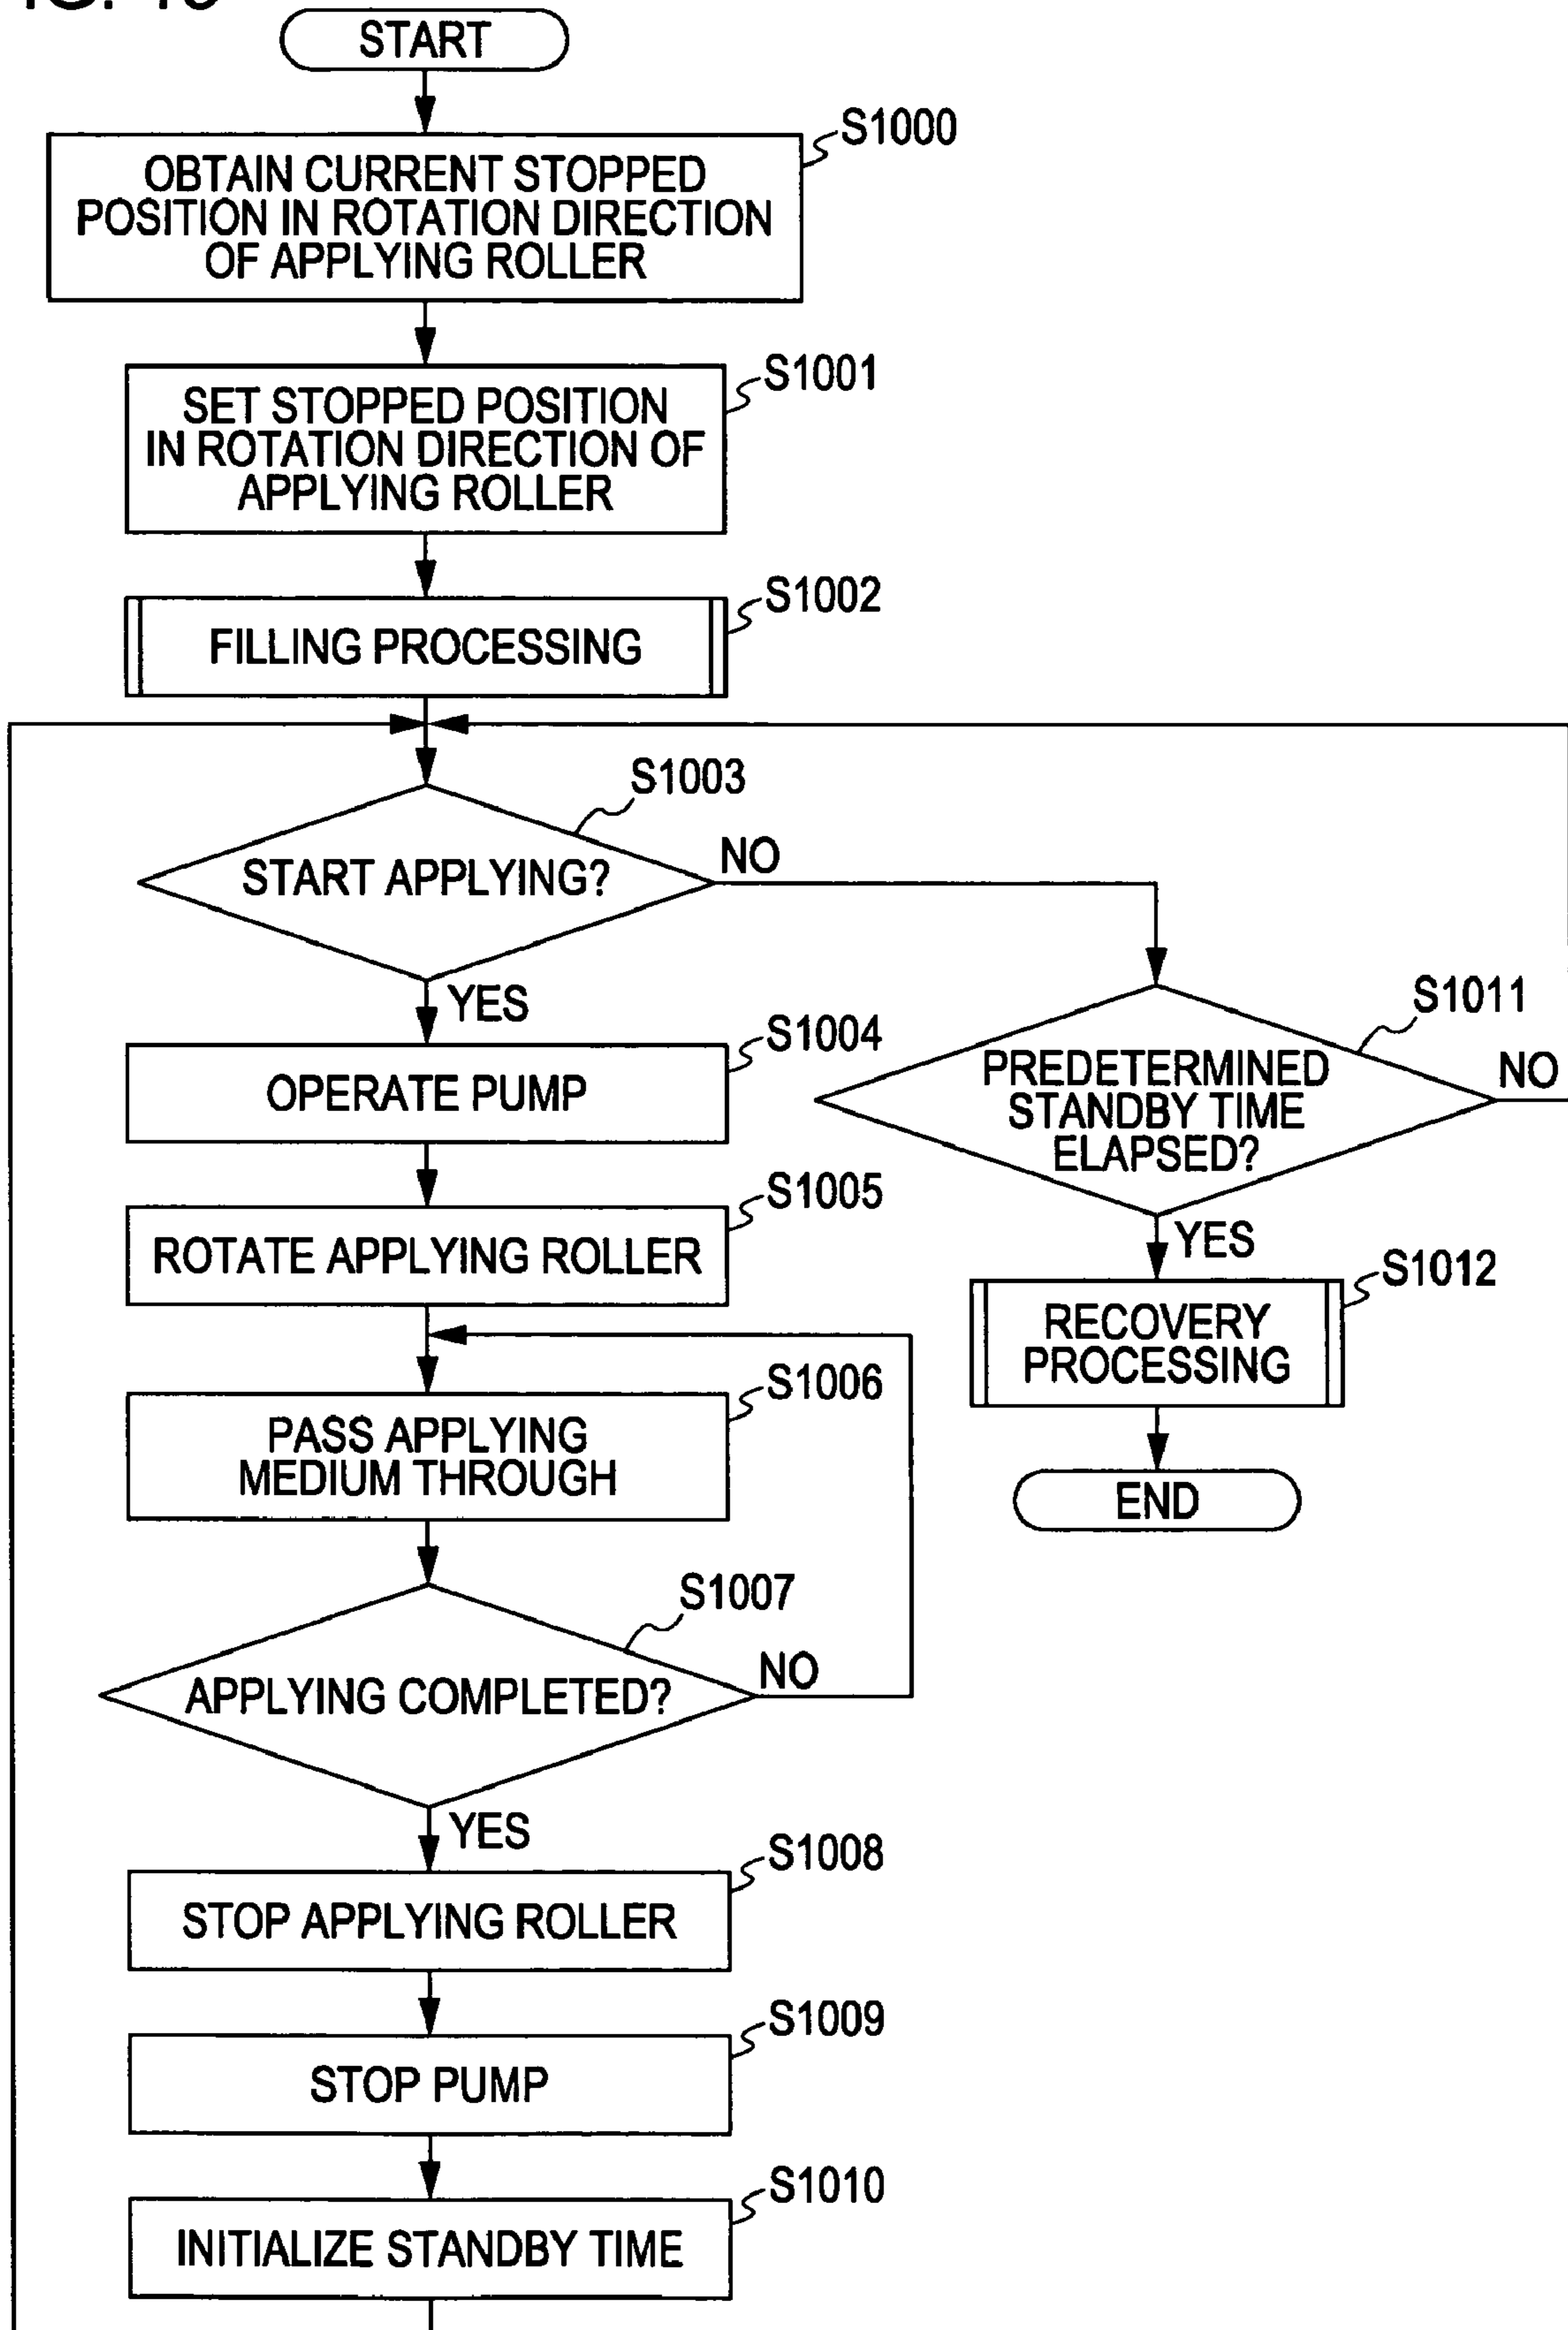 START
S1000
OBTAIN CURRENT STOPPED
POSITION IN ROTATION DIRECTION
OF APPLYING ROLLER
S1001
SET STOPPED POSITION
IN ROTATION DIRECTION OF
APPLYING ROLLER
S1002
FILLING PROCESSING
S1003
START APPLYING?
NO
YES
S1004
OPERATE PUMP
S1005
ROTATE APPLYING ROLLER
S1006
PASS APPLYING
MEDIUM THROUGH
S1007
APPLYING COMPLETED?
NO
YES
S1008
STOP APPLYING ROLLER
S1009
STOP PUMP
S1010
INITIALIZE STANDBY TIME
S1011
PREDETERMINED
STANDBY TIME
ELAPSED?
NO
YES
S1012
RECOVERY
PROCESSING
END